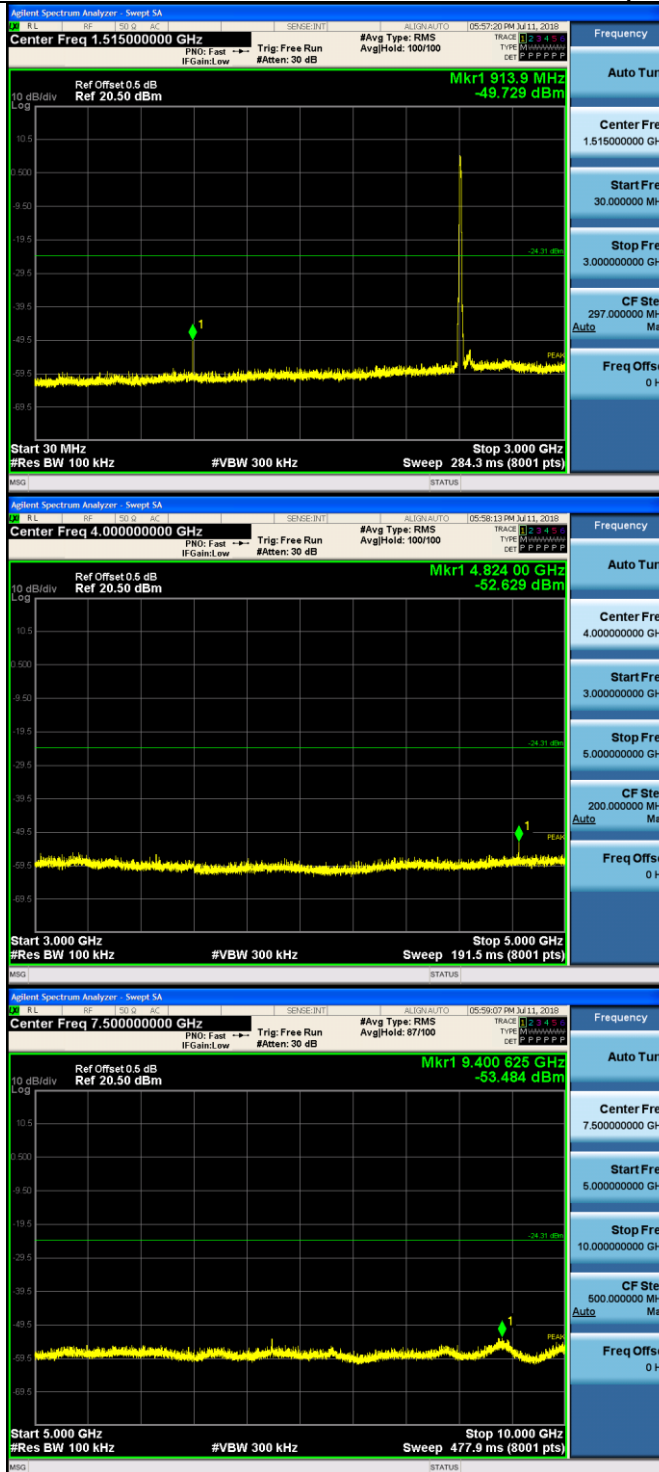 Agilent Spectrum Analyzer - Swept SA
RL RF 50 Ω AC SENSE:INT ALIGNAUTO 05:57:20 PM Jul 11, 2018
Center Freq 1.515000000 GHz #Avg Type: RMS TRACE 1 2 3 4 5 6
PNO: Fast Trig: Free Run Avg|Hold: 100/100 TYPE M
IFGain:Low #Atten: 30 dB DET P P P P P P
Frequency
Auto Tun
Mkr1 913.9 MHz
-49.729 dBm
Ref Offset 0.5 dB
10 dB/div Ref 20.50 dBm
Log
10.5
0.500
-9.50
-19.5
-24.31 dBm
-29.5
-39.5
-49.5
1
PEAK
-59.5
-69.5
Center Fre
1.515000000 GH
Start Fre
30.000000 MH
Stop Fre
3.000000000 GH
CF Ste
297.000000 MH
Auto Ma
Freq Offse
0 H
Start 30 MHz Stop 3.000 GHz
#Res BW 100 kHz #VBW 300 kHz Sweep 284.3 ms (8001 pts)
MSG STATUS
Agilent Spectrum Analyzer - Swept SA
RL RF 50 Ω AC SENSE:INT ALIGNAUTO 05:58:13 PM Jul 11, 2018
Center Freq 4.000000000 GHz #Avg Type: RMS TRACE 1 2 3 4 5 6
PNO: Fast Trig: Free Run Avg|Hold: 100/100 TYPE M
IFGain:Low #Atten: 30 dB DET P P P P P P
Frequency
Auto Tun
Mkr1 4.824 00 GHz
-52.629 dBm
Ref Offset 0.5 dB
10 dB/div Ref 20.50 dBm
Log
10.5
0.500
-9.50
-19.5
-24.31 dBm
-29.5
-39.5
-49.5
1
PEAK
-59.5
-69.5
Center Fre
4.000000000 GH
Start Fre
3.000000000 GH
Stop Fre
5.000000000 GH
CF Ste
200.000000 MH
Auto Ma
Freq Offse
0 H
Start 3.000 GHz Stop 5.000 GHz
#Res BW 100 kHz #VBW 300 kHz Sweep 191.5 ms (8001 pts)
MSG STATUS
Agilent Spectrum Analyzer - Swept SA
RL RF 50 Ω AC SENSE:INT ALIGNAUTO 05:59:07 PM Jul 11, 2018
Center Freq 7.500000000 GHz #Avg Type: RMS TRACE 1 2 3 4 5 6
PNO: Fast Trig: Free Run Avg|Hold: 87/100 TYPE M
IFGain:Low #Atten: 30 dB DET P P P P P P
Frequency
Auto Tun
Mkr1 9.400 625 GHz
-53.484 dBm
Ref Offset 0.5 dB
10 dB/div Ref 20.50 dBm
Log
10.5
0.500
-9.50
-19.5
-24.31 dBm
-29.5
-39.5
-49.5
1
PEAK
-59.5
-69.5
Center Fre
7.500000000 GH
Start Fre
5.000000000 GH
Stop Fre
10.000000000 GH
CF Ste
500.000000 MH
Auto Ma
Freq Offse
0 H
Start 5.000 GHz Stop 10.000 GHz
#Res BW 100 kHz #VBW 300 kHz Sweep 477.9 ms (8001 pts)
MSG STATUS